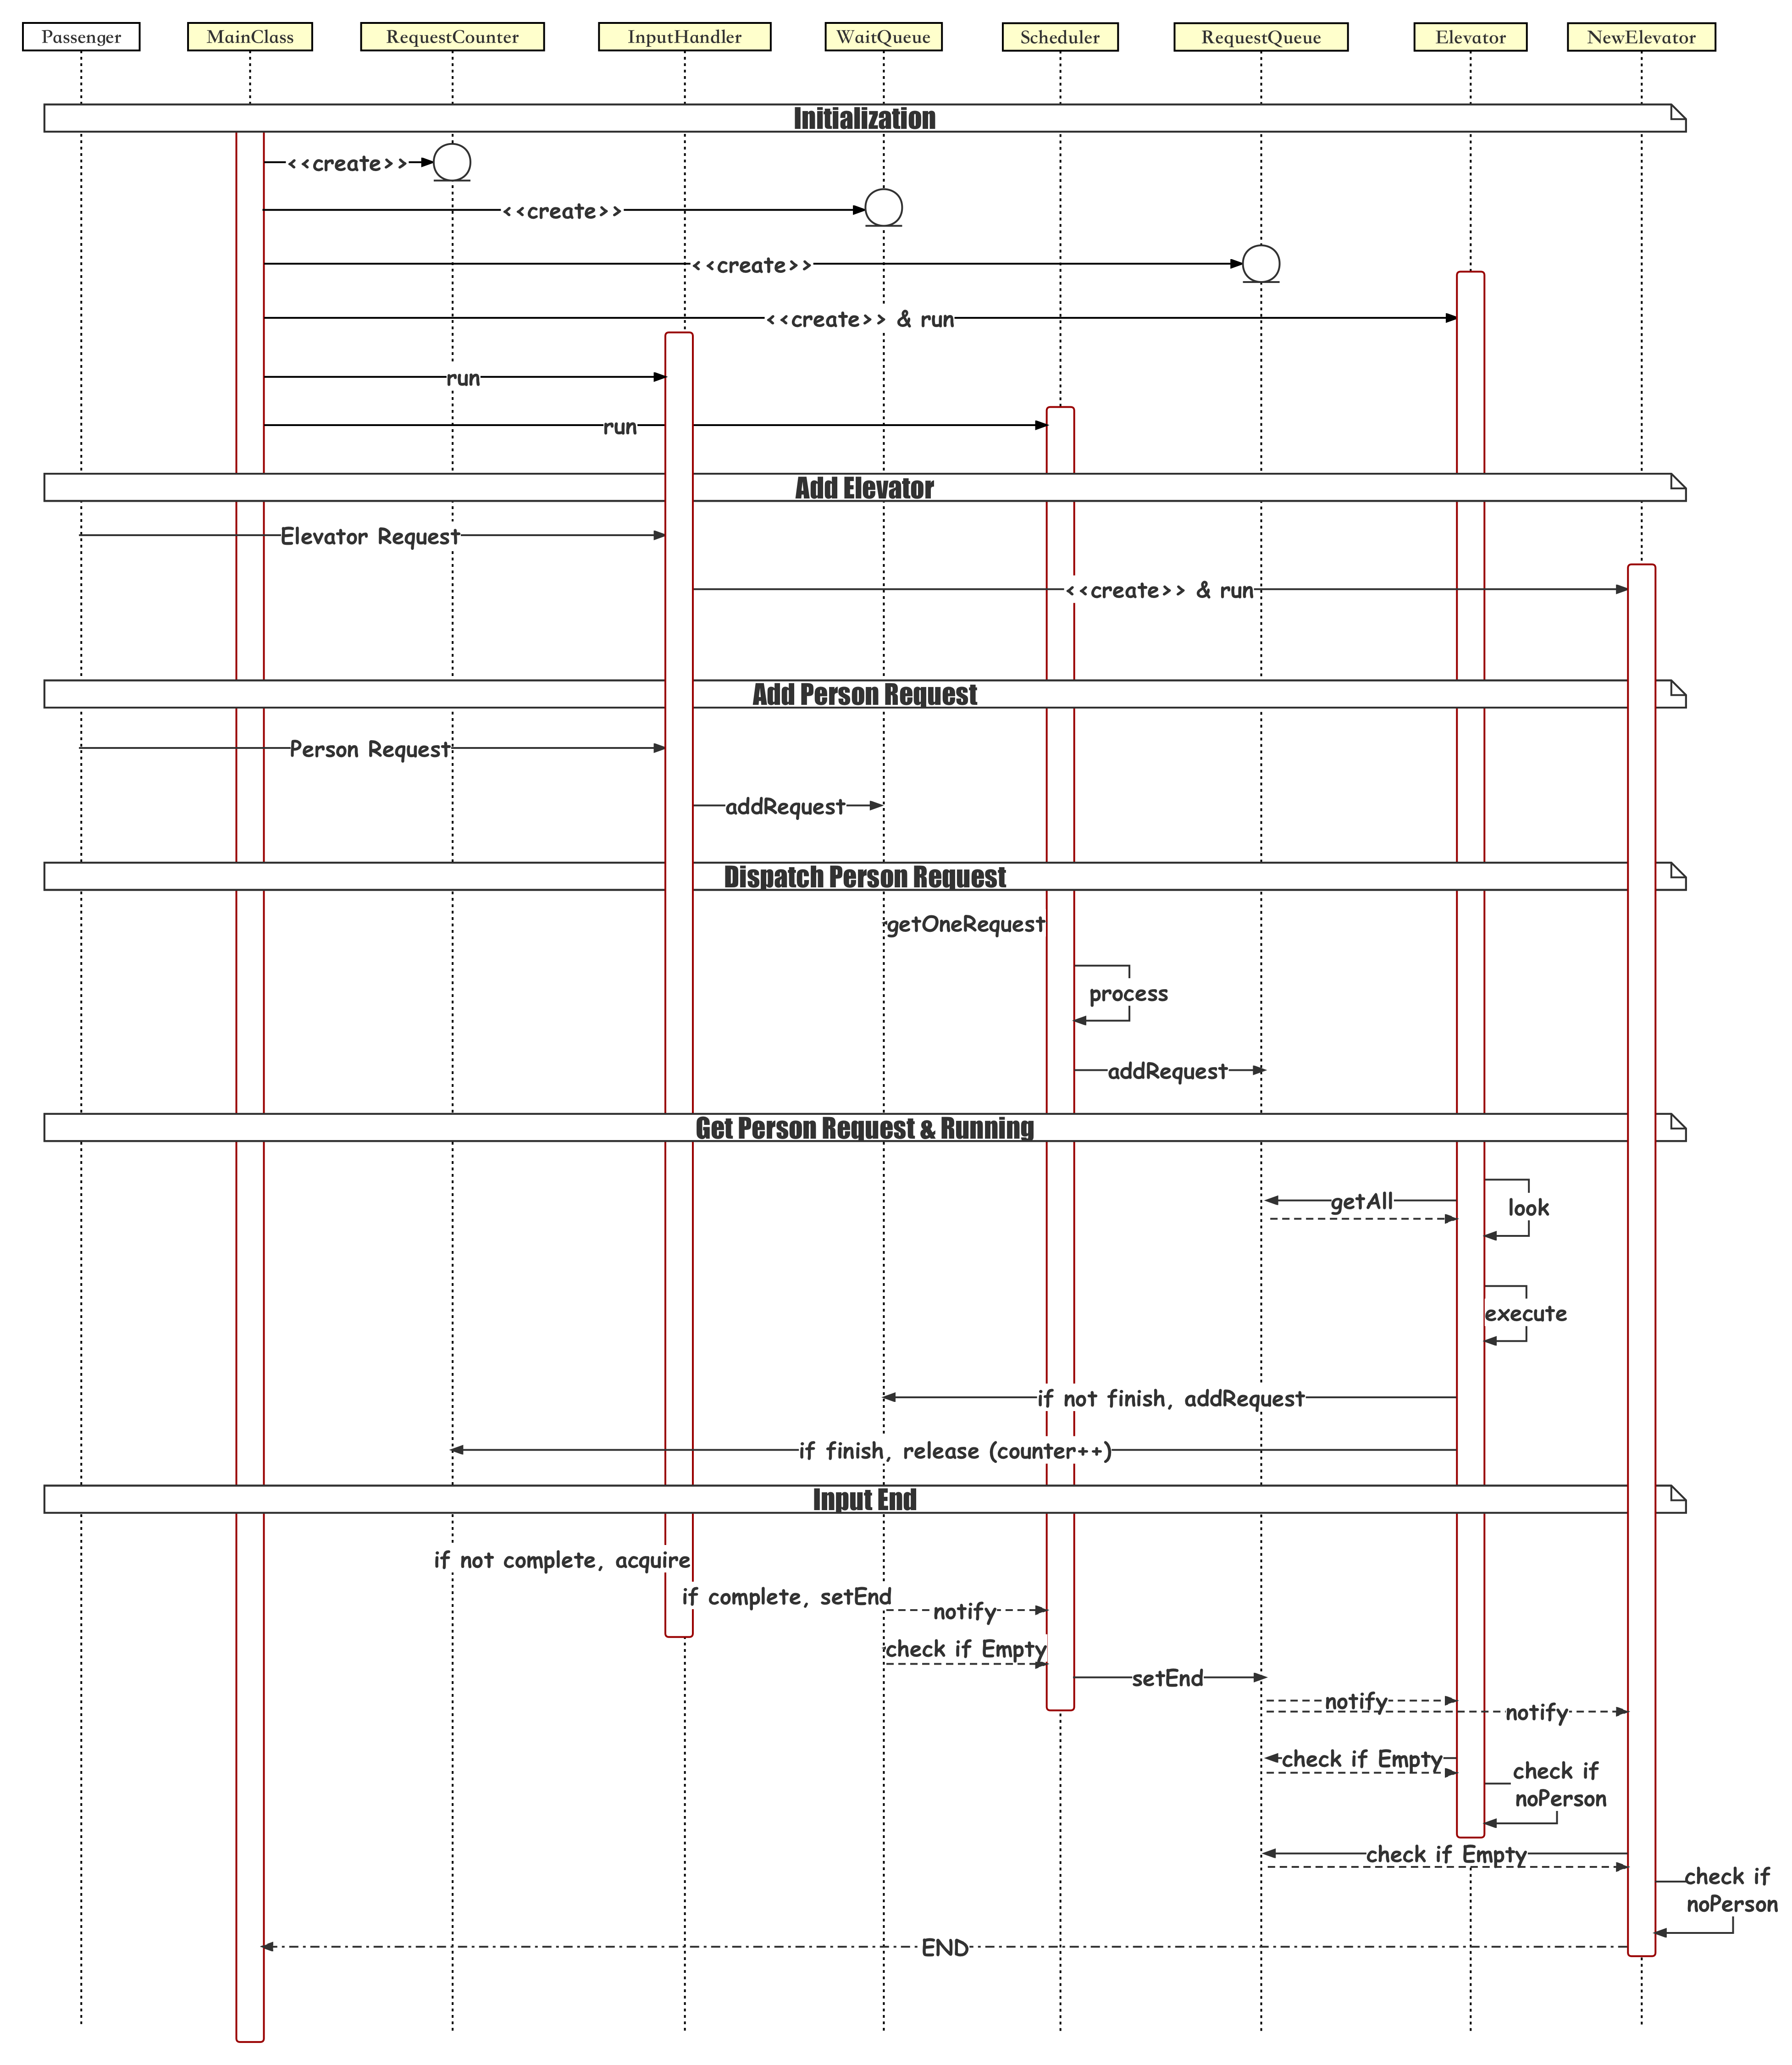 Passenger
MainClass
RequestCounter
InputHandler
WaitQueue
Scheduler
RequestQueue
Elevator
NewElevator
Initialization
<<create>>
<<create>>
<<create>>
<<create>> & run
run
run
Add Elevator
Elevator Request
<<create>> & run
Add Person Request
Person Request
addRequest
Dispatch Person Request
getOneRequest
process
addRequest
Get Person Request & Running
getAll
look
execute
if not finish, addRequest
if finish, release (counter++)
Input End
if not complete, acquire
if complete, setEnd
notify
check if Empty
setEnd
notify
notify
check if Empty
check if
noPerson
check if Empty
check if
noPerson
END